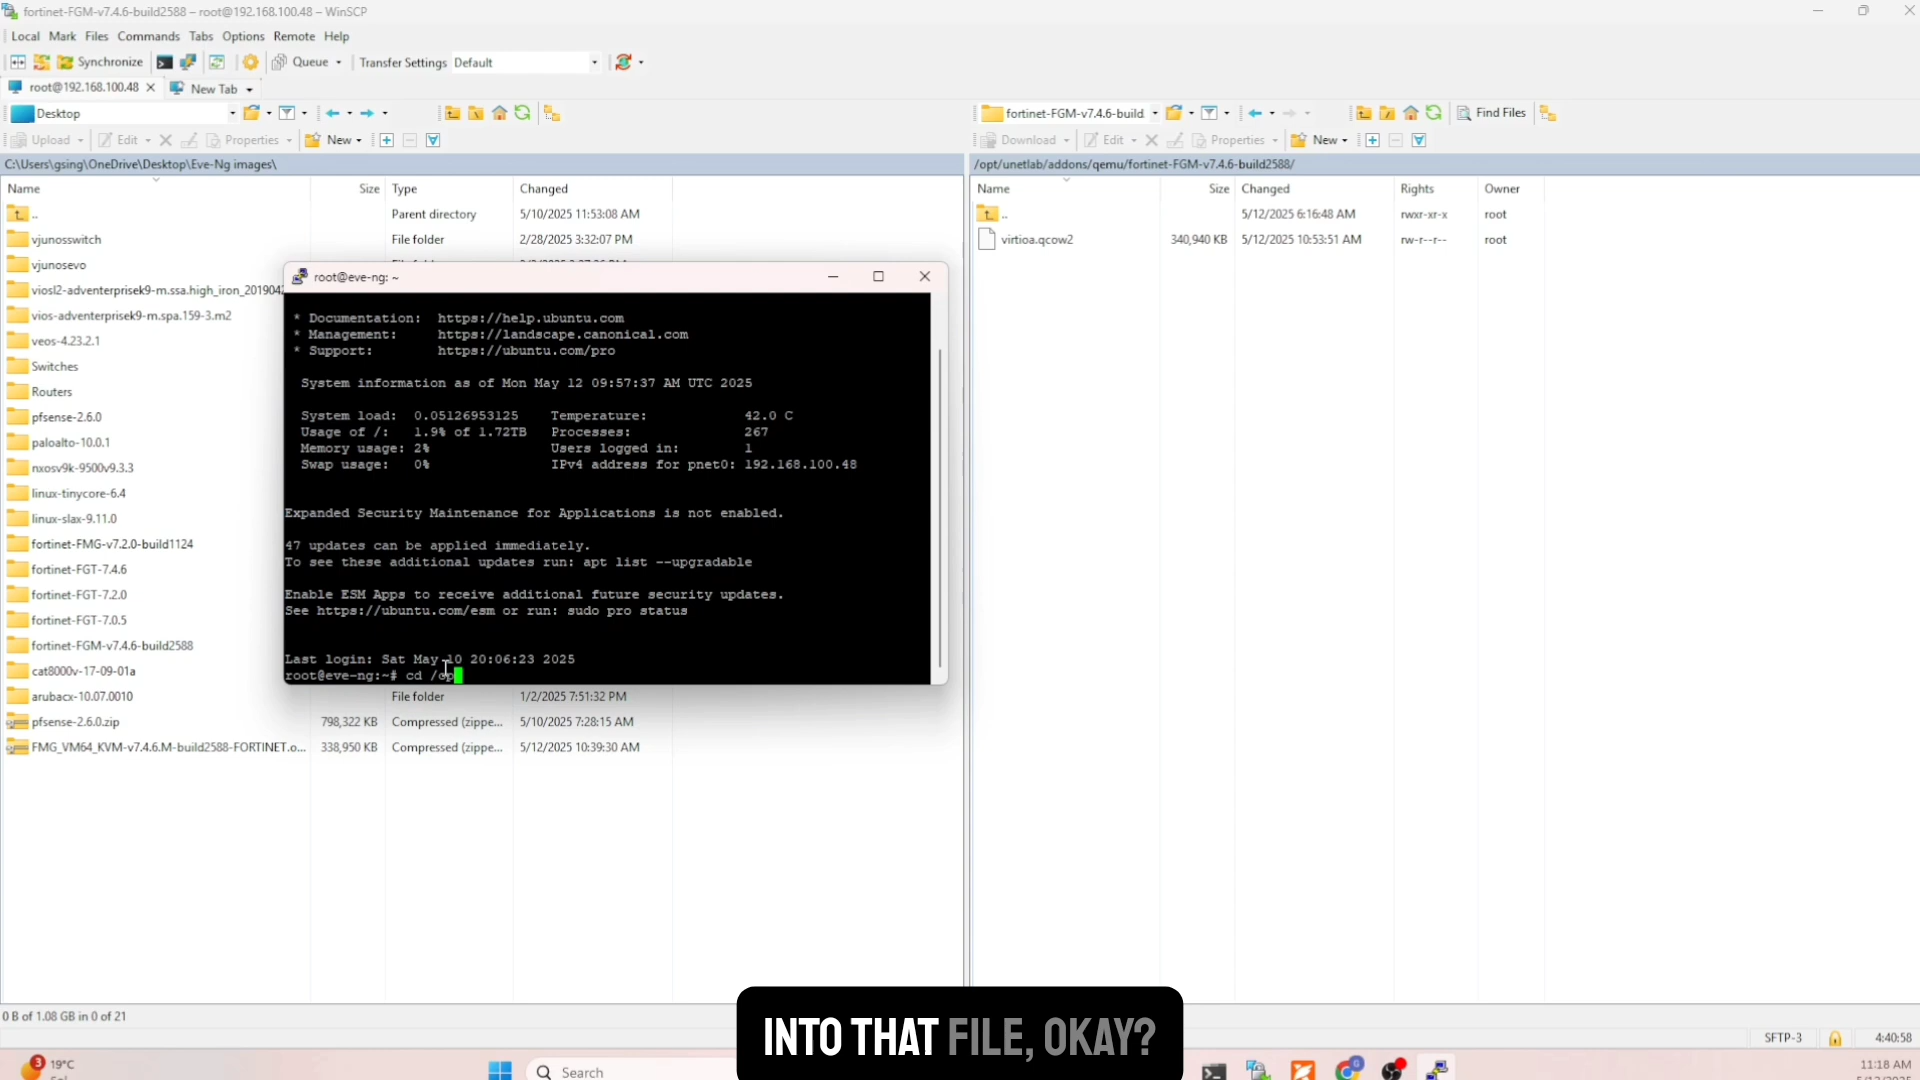 fortinet-FGM-v7.4.6-build2588 – root@192.168.100.48 – WinSCP
Local Mark Files Commands Tabs Options Remote Help
Synchronize Queue Transfer Settings Default
root@192.168.100.48 New Tab
Desktop
fortinet-FGM-v7.4.6-build Find Files
Upload Edit Properties New
Download Edit Properties New
C:\Users\gsing\OneDrive\Desktop\Eve-Ng images\
/opt/unetlab/addons/qemu/fortinet-FGM-v7.4.6-build2588/
Name Size Type Changed
.. Parent directory 5/10/2025 11:53:08 AM
vjunosswitch File folder 2/28/2025 3:32:07 PM
vjunosevo
viosl2-adventerprisek9-m.ssa.high_iron_201904
vios-adventerprisek9-m.spa.159-3.m2
veos-4.23.2.1
Switches
Routers
pfsense-2.6.0
paloalto-10.0.1
nxosv9k-9500v9.3.3
linux-tinycore-6.4
linux-slax-9.11.0
fortinet-FMG-v7.2.0-build1124
fortinet-FGT-7.4.6
fortinet-FGT-7.2.0
fortinet-FGT-7.0.5
fortinet-FGM-v7.4.6-build2588
cat8000v-17-09-01a
arubacx-10.07.0010 File folder 1/2/2025 7:51:32 PM
pfsense-2.6.0.zip 798,322 KB Compressed (zippe... 5/10/2025 7:28:15 AM
FMG_VM64_KVM-v7.4.6.M-build2588-FORTINET.o... 338,950 KB Compressed (zippe... 5/12/2025 10:39:30 AM
Name Size Changed Rights Owner
.. 5/12/2025 6:16:48 AM rwxr-xr-x root
virtioa.qcow2 340,940 KB 5/12/2025 10:53:51 AM rw-r--r-- root
root@eve-ng: ~
* Documentation: https://help.ubuntu.com
* Management: https://landscape.canonical.com
* Support: https://ubuntu.com/pro
System information as of Mon May 12 09:57:37 AM UTC 2025
System load: 0.05126953125 Temperature: 42.0 C
Usage of /: 1.9% of 1.72TB Processes: 267
Memory usage: 2% Users logged in: 1
Swap usage: 0% IPv4 address for pnet0: 192.168.100.48
Expanded Security Maintenance for Applications is not enabled.
47 updates can be applied immediately.
To see these additional updates run: apt list --upgradable
Enable ESM Apps to receive additional future security updates.
See https://ubuntu.com/esm or run: sudo pro status
Last login: Sat May 10 20:06:23 2025
root@eve-ng:~# cd /op
0 B of 1.08 GB in 0 of 21
INTO THAT FILE, OKAY?
SFTP-3 4:40:58
3 19°C
Search
11:18 AM